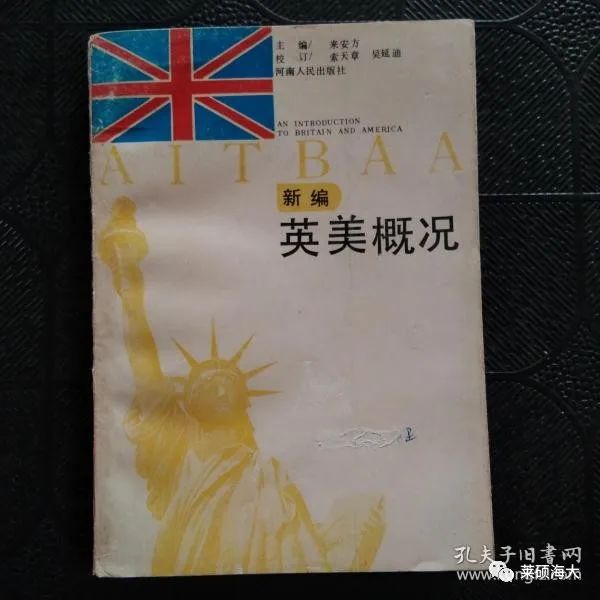 主 编/ 来安方
校 订/ 索天章 吴延迪
河南人民出版社
AN INTRODUCTION
TO BRITAIN AND AMERICA
AITBAA
新编
英美概况
孔夫子旧书网
莱硕海大